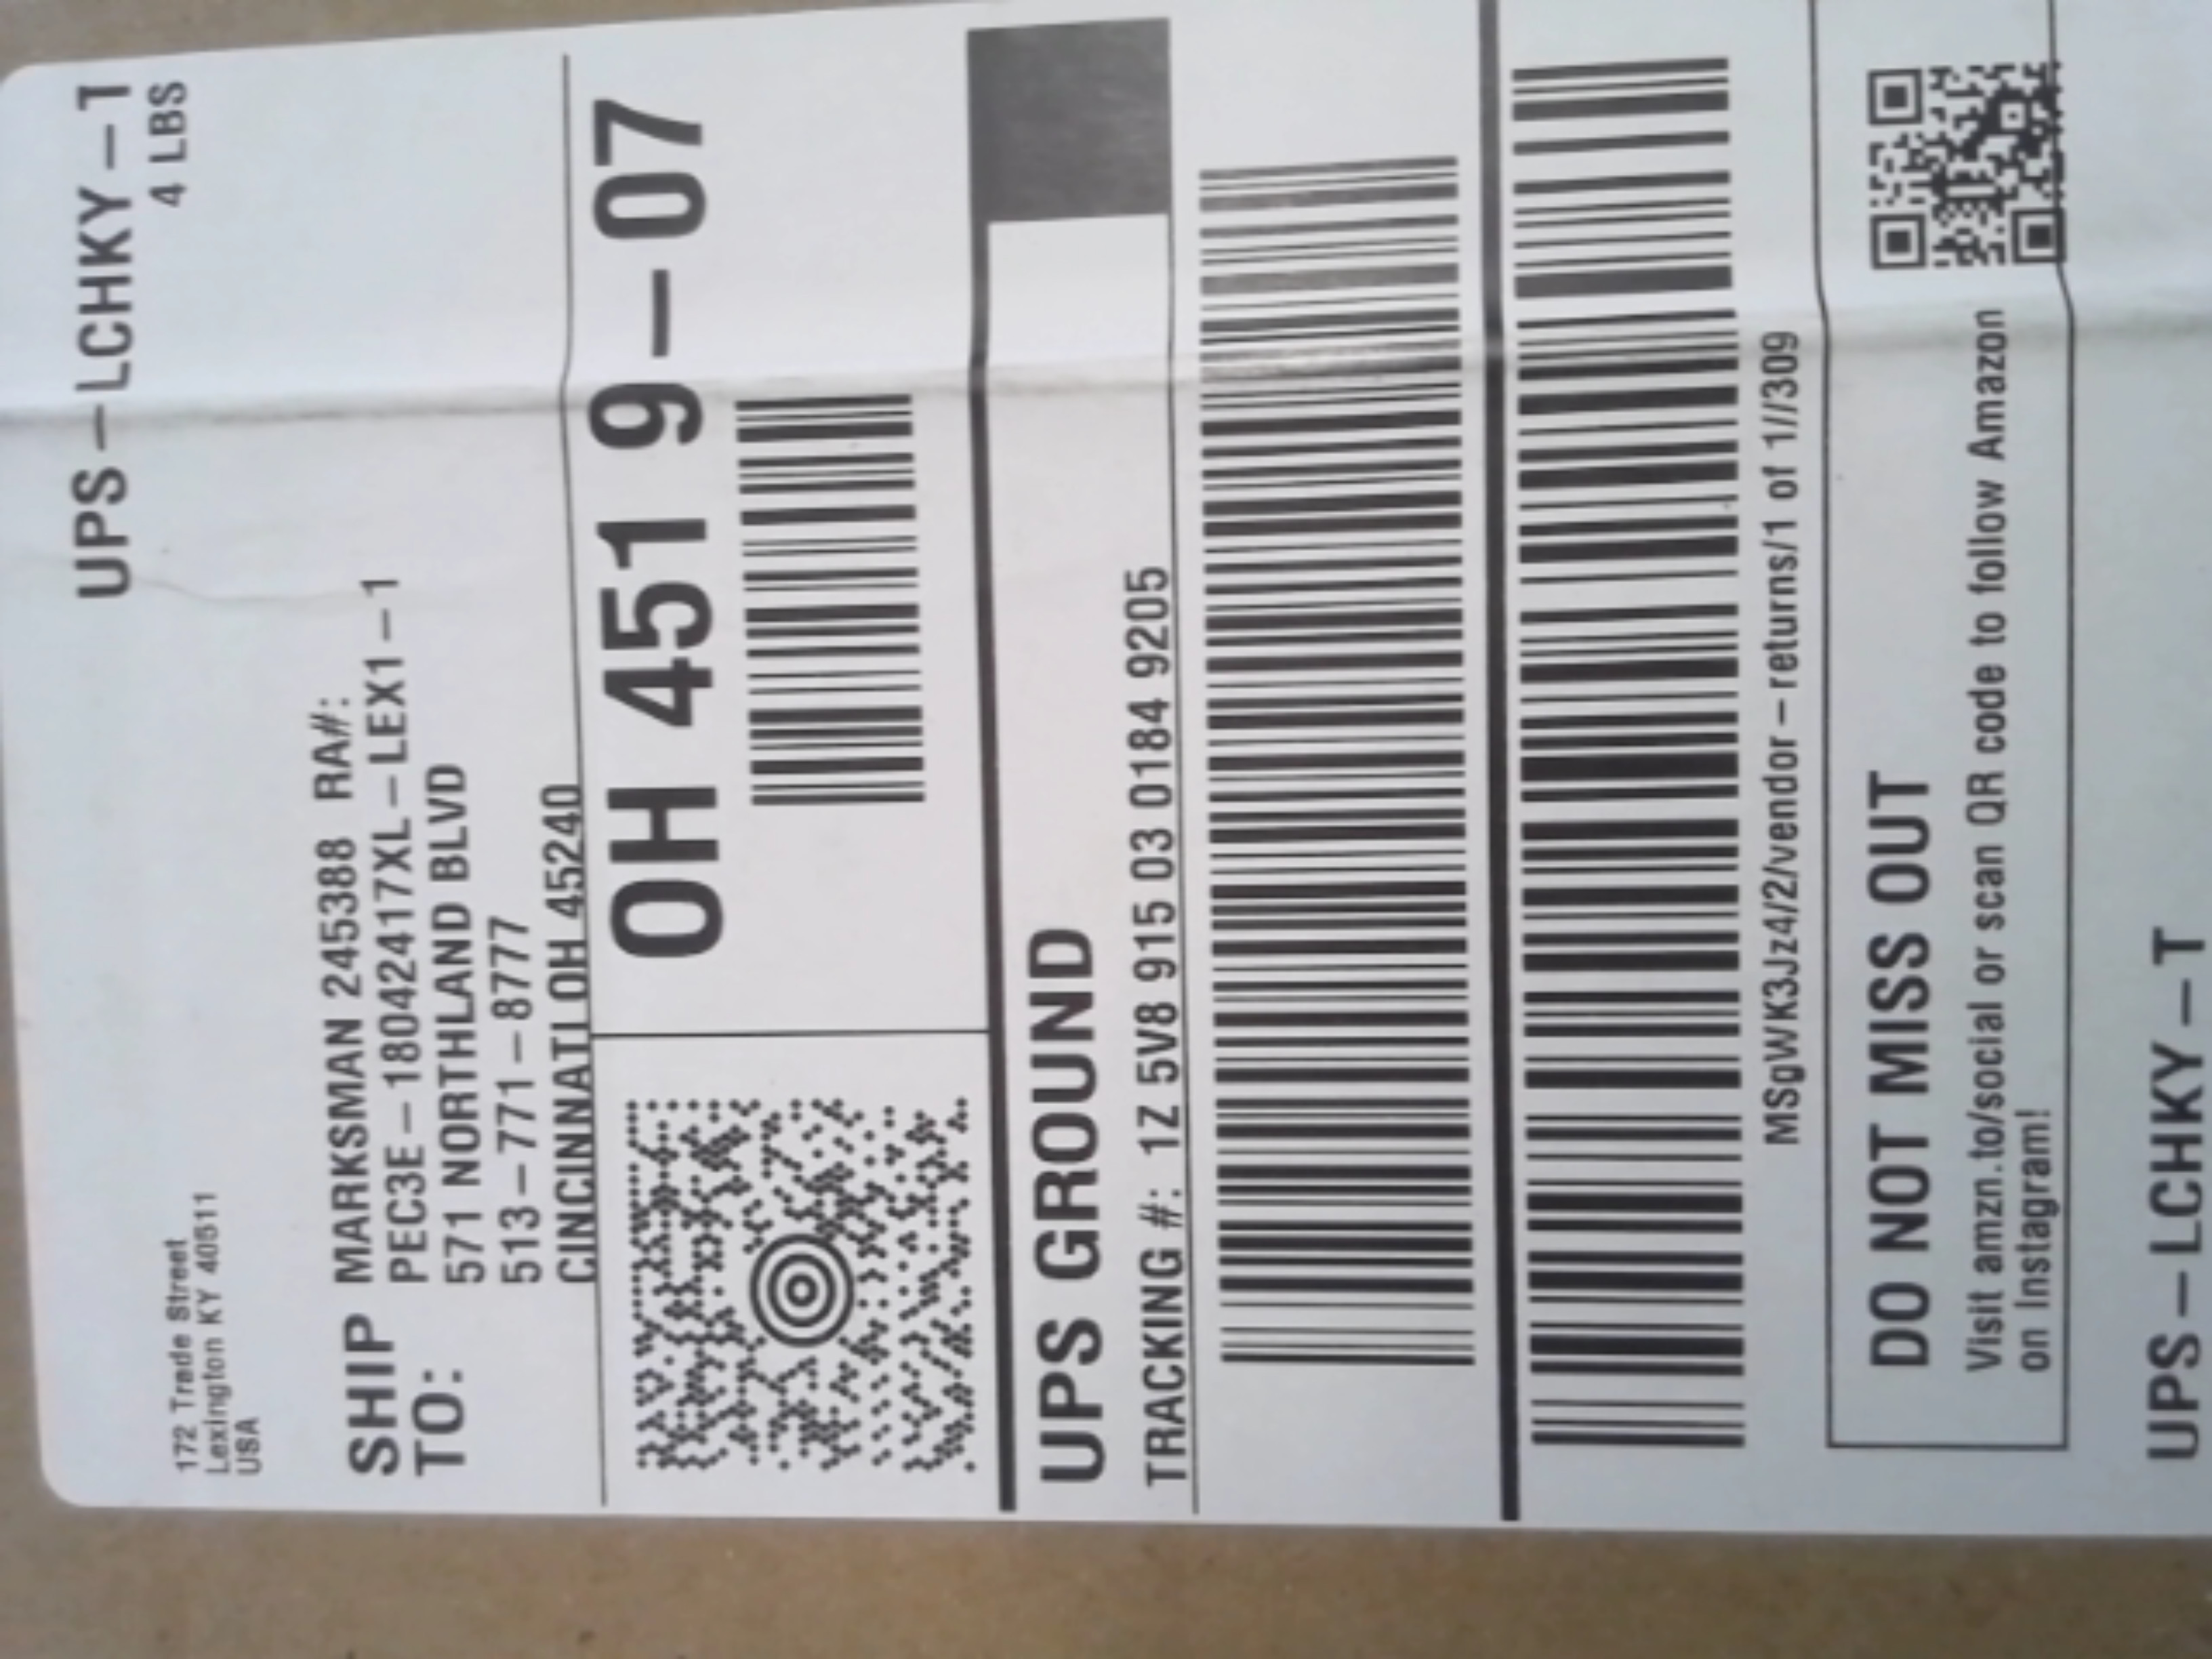 UPS-LCHKY-T
4 LBS
172 Trade Street
Lexington KY 40511
USA
SHIP TO:
MARKSMAN 245388 RA#:
PEC3E-18042417XL-LEX1-1
571 NORTHLAND BLVD
513-771-8777
CINCINNATI OH 45240
OH 451 9-07
UPS GROUND
TRACKING #: 1Z 5V8 915 03 0184 9205
MSgWK3Jz4/2/vendor-returns/1 of 1//309
DO NOT MISS OUT
Visit amzn.to/social or scan QR code to follow Amazon
on Instagram!
UPS-LCHKY-T